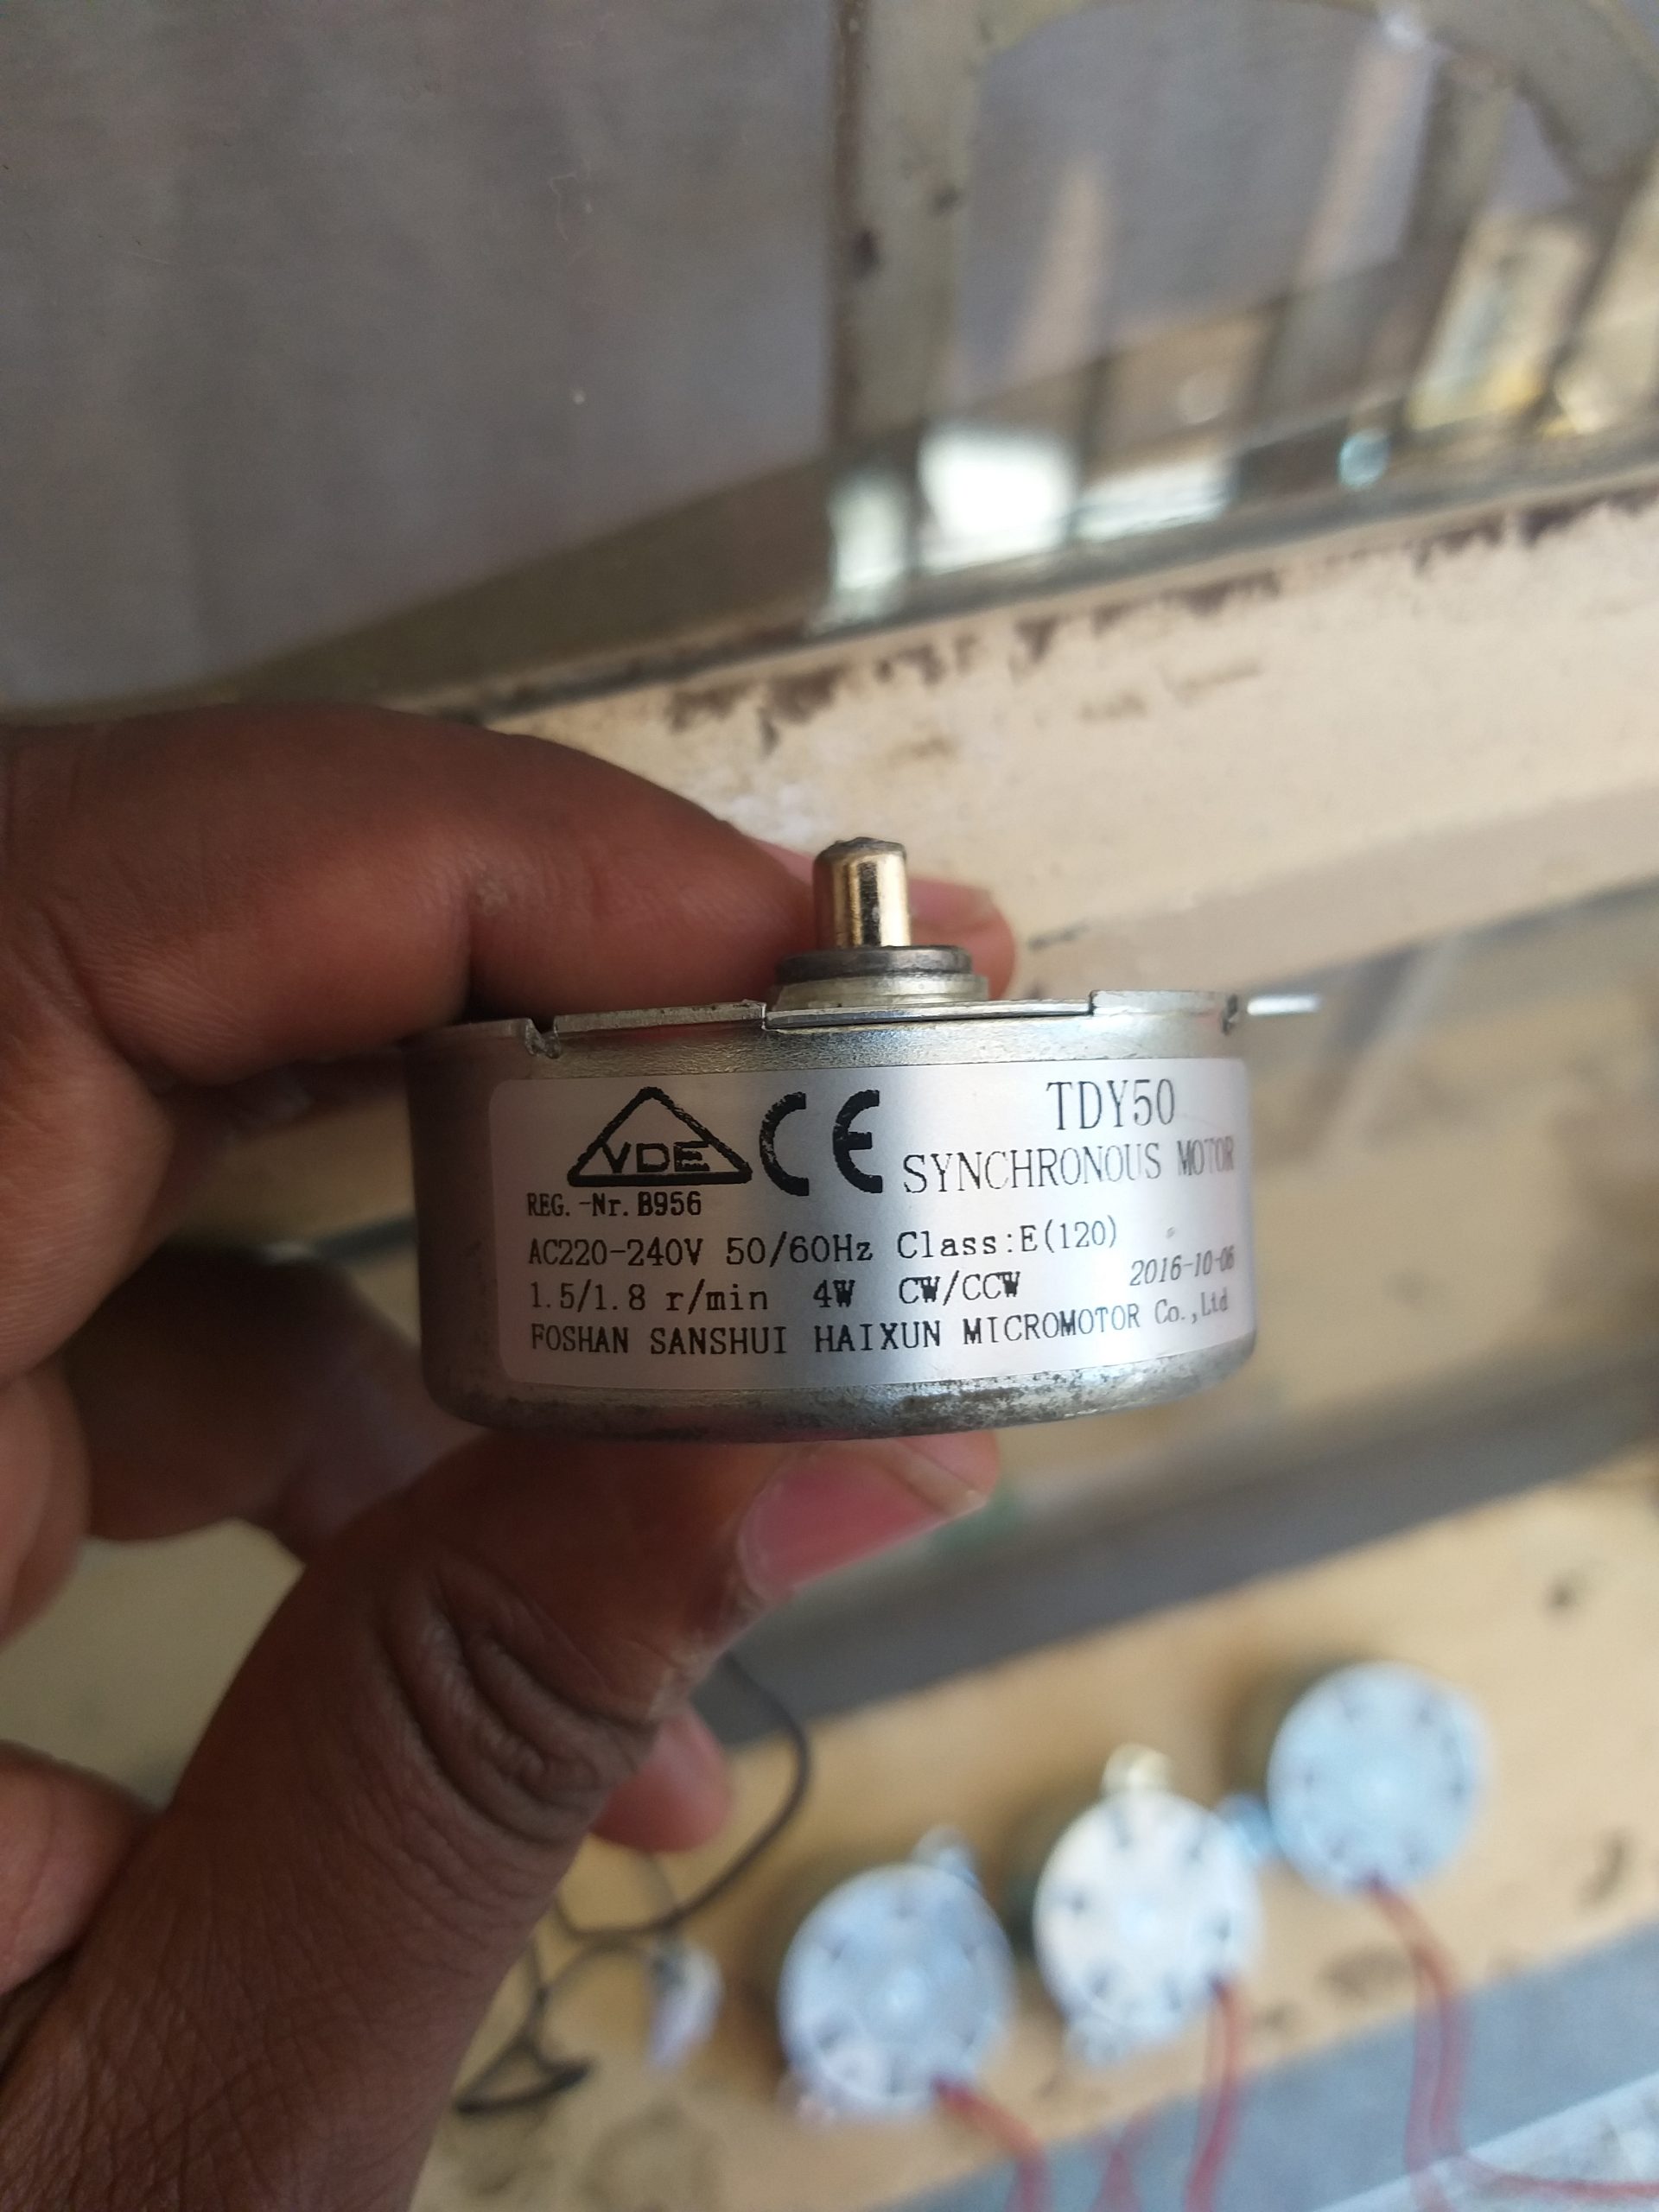 VDE CE TDY50
SYNCHRONOUS MOTOR
REG.-Nr. B956
AC220-240V 50/60Hz Class:E(120)
1.5/1.8 r/min 4W CW/CCW 2016-10-06
FOSHAN SANSHUI HAIXUN MICROMOTOR Co.,Ltd